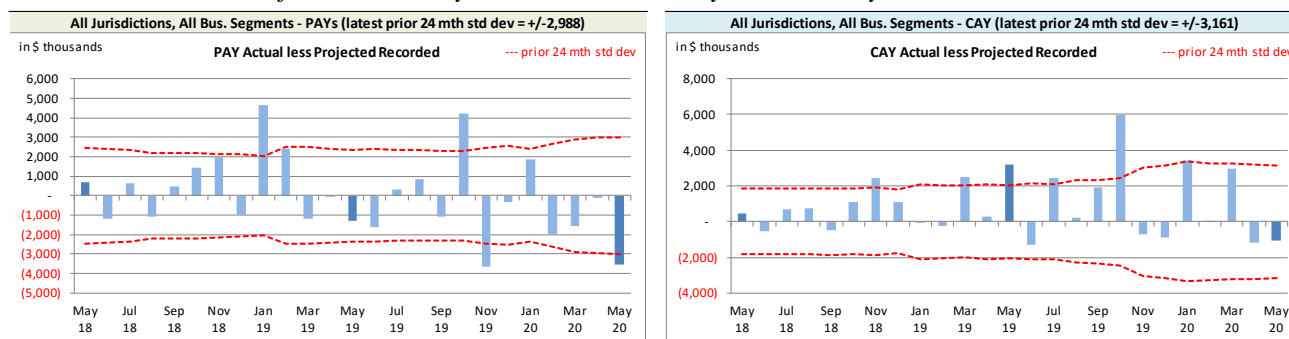 All Jurisdictions, All Bus. Segments - PAYs (latest prior 24 mth std dev = +/-2,988)
in $ thousands
PAY Actual less Projected Recorded
--- prior 24 mth std dev
6,000
5,000
4,000
3,000
2,000
1,000
-
(1,000)
(2,000)
(3,000)
(4,000)
(5,000)
May Jul Sep Nov Jan Mar May Jul Sep Nov Jan Mar May
18 18 18 18 19 19 19 19 19 19 20 20 20
All Jurisdictions, All Bus. Segments - CAY (latest prior 24 mth std dev = +/-3,161)
in $ thousands
CAY Actual less Projected Recorded
--- prior 24 mth std dev
8,000
6,000
4,000
2,000
-
(2,000)
(4,000)
May Jul Sep Nov Jan Mar May Jul Sep Nov Jan Mar May
18 18 18 18 19 19 19 19 19 19 20 20 20